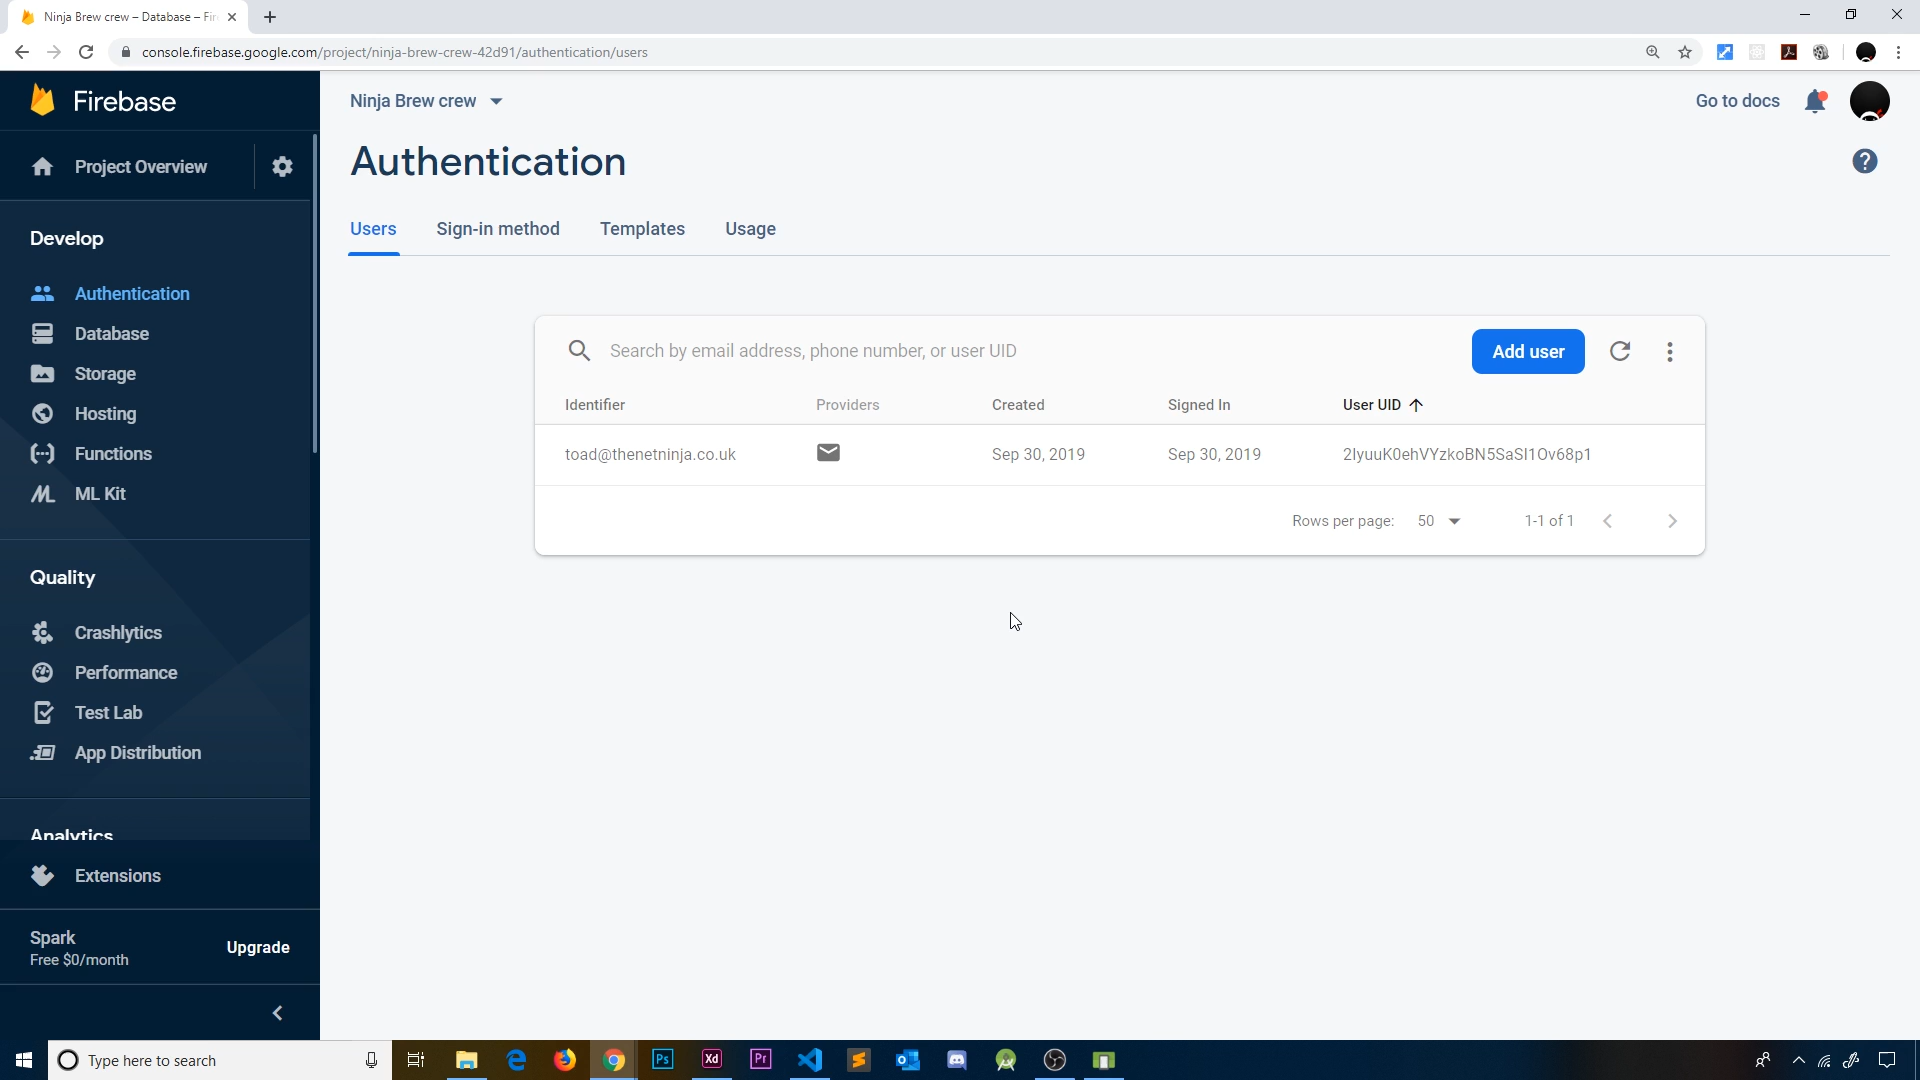 Ninja Brew crew – Database – Fir
console.firebase.google.com/project/ninja-brew-crew-42d91/authentication/users
Firebase
Ninja Brew crew
Go to docs
Project Overview
Authentication
Develop
Users
Sign-in method
Templates
Usage
Authentication
Database
Storage
Hosting
Functions
ML Kit
Search by email address, phone number, or user UID
Add user
Identifier
Providers
Created
Signed In
User UID
toad@thenetninja.co.uk
Sep 30, 2019
Sep 30, 2019
2IyuuK0ehVYzkoBN5SaSI1Ov68p1
Rows per page:
50
1-1 of 1
Quality
Crashlytics
Performance
Test Lab
App Distribution
Analytics
Extensions
Spark
Free $0/month
Upgrade
Type here to search
Ps
Xd
Pr